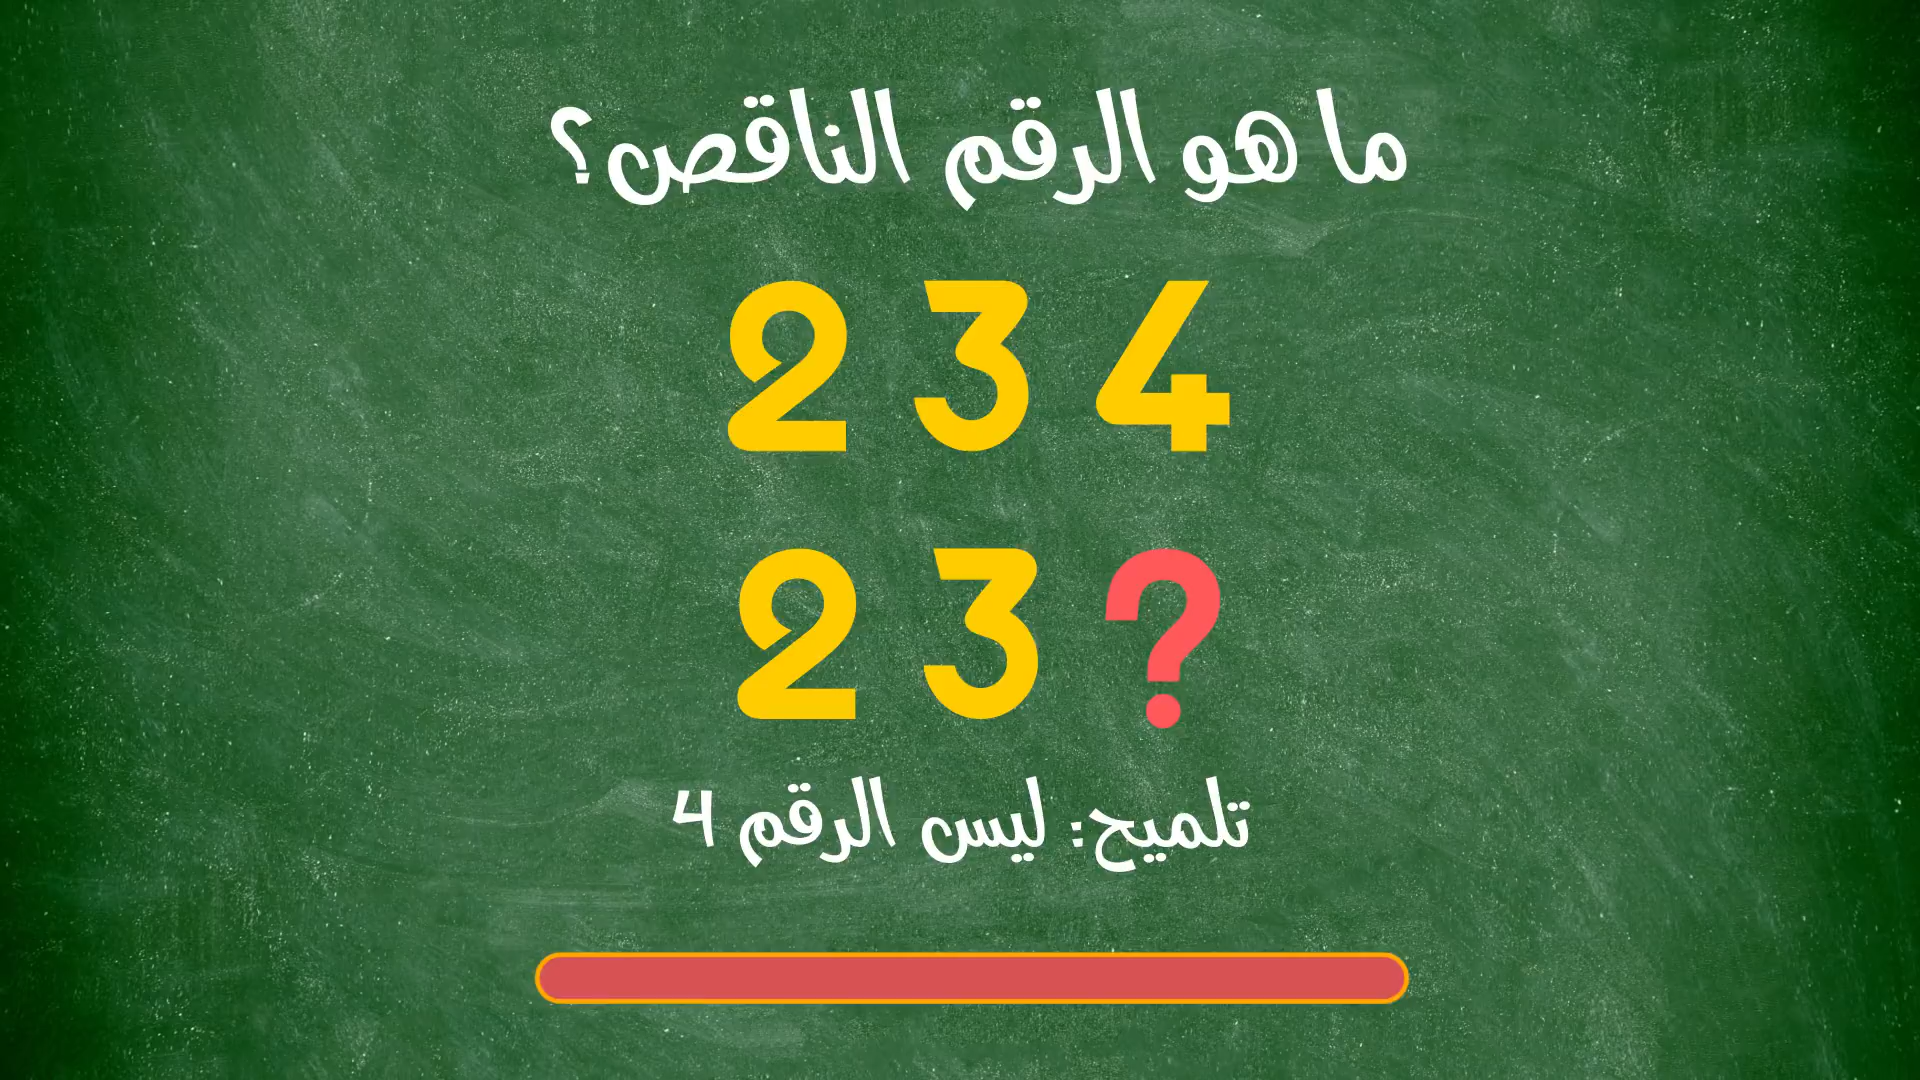 ما هو الرقم الناقص؟
2 3 4
2 3 ?
تلميح: ليس الرقم 4